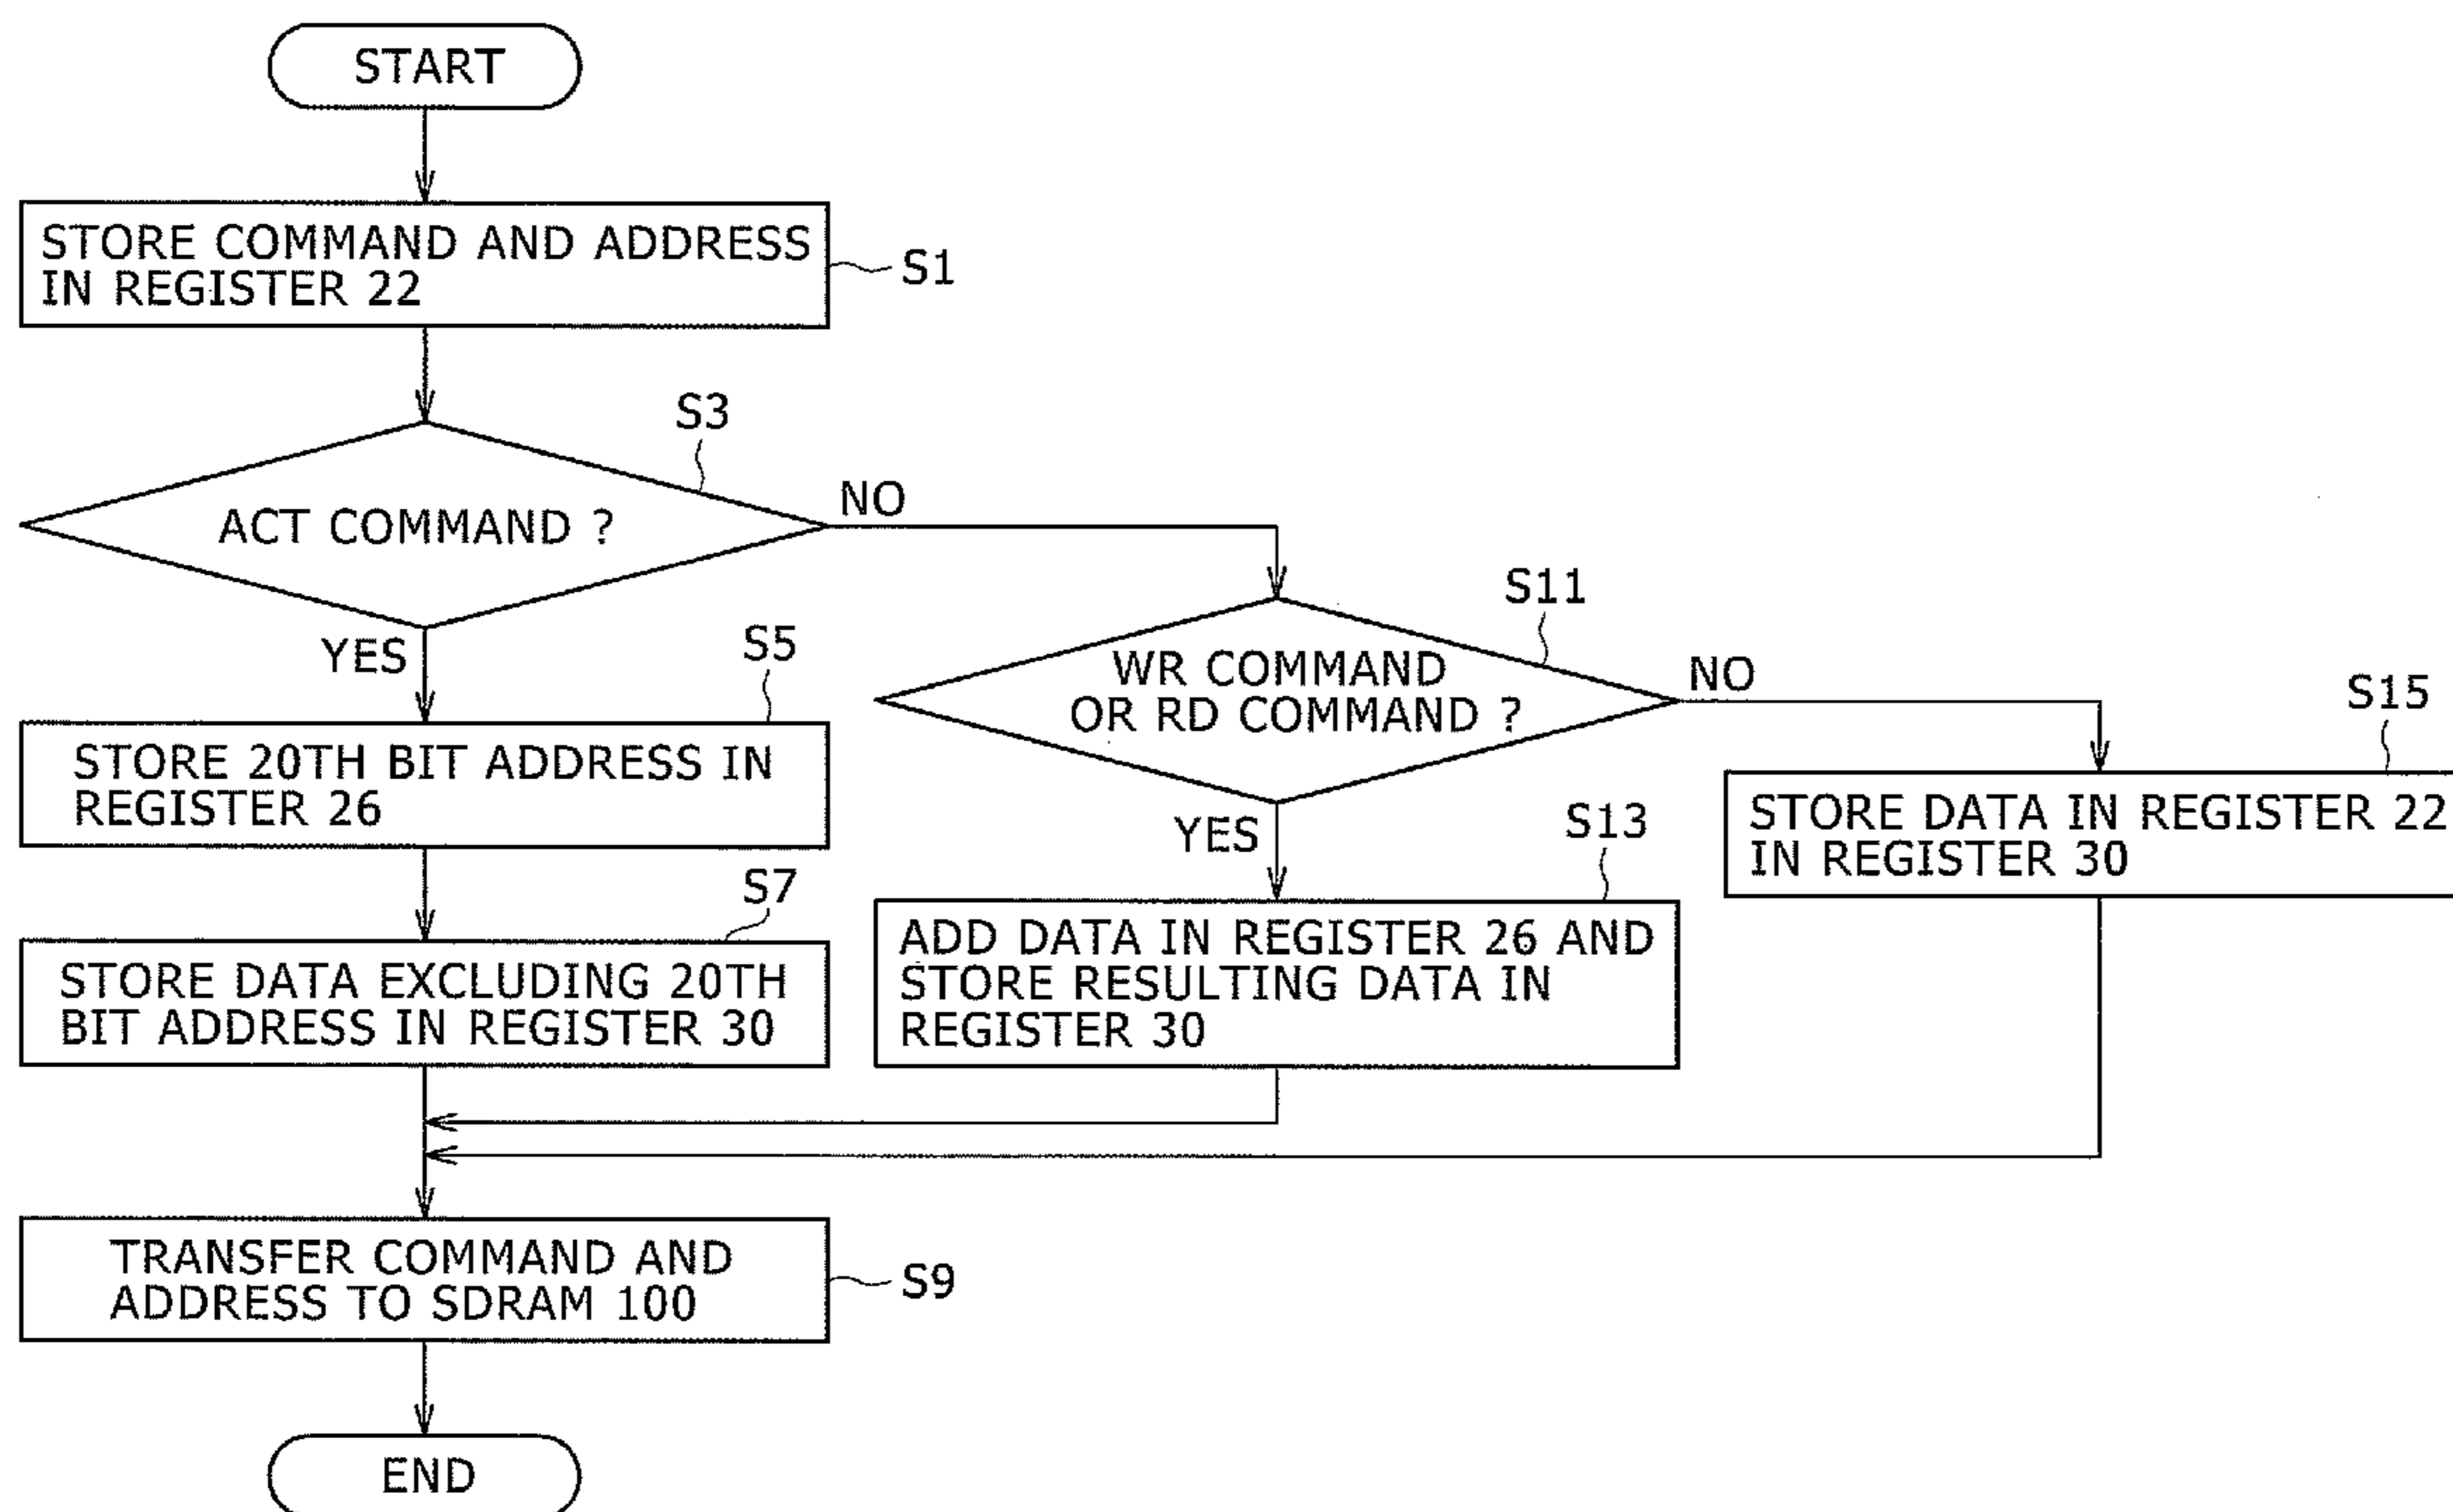 START
STORE COMMAND AND ADDRESS
IN REGISTER 22
S1
S3
ACT COMMAND ?
NO
YES
S11
WR COMMAND
OR RD COMMAND ?
NO
YES
S5
STORE 20TH BIT ADDRESS IN
REGISTER 26
S7
STORE DATA EXCLUDING 20TH
BIT ADDRESS IN REGISTER 30
S13
ADD DATA IN REGISTER 26 AND
STORE RESULTING DATA IN
REGISTER 30
S15
STORE DATA IN REGISTER 22
IN REGISTER 30
TRANSFER COMMAND AND
ADDRESS TO SDRAM 100
S9
END